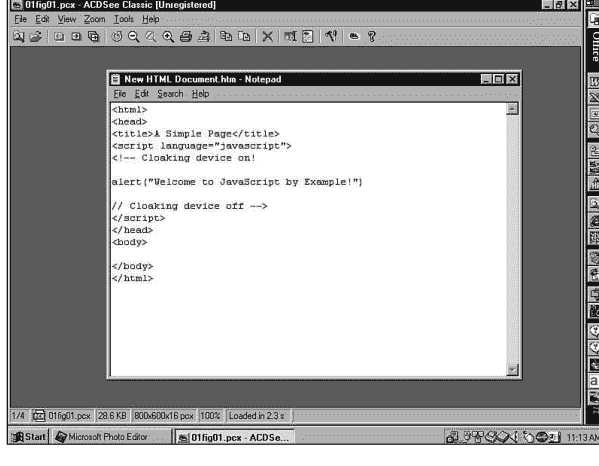 01fig01.pcx - ACDSee Classic [Unregistered]
File Edit View Zoom Tools Help
Office
New HTML Document.htm - Notepad
File Edit Search Help
<html>
<head>
<title>A Simple Page</title>
<script language="javascript">
<!-- Cloaking device on!
alert("Welcome to JavaScript by Example!")
// Cloaking device off -->
</script>
</head>
<body>
</body>
</html>
1/4 01fig01.pcx 28.6 KB 800x600x16 pcx 100% Loaded in 2.3 s
Start Microsoft Photo Editor 01fig01.pcx - ACDSe... 11:13 AM